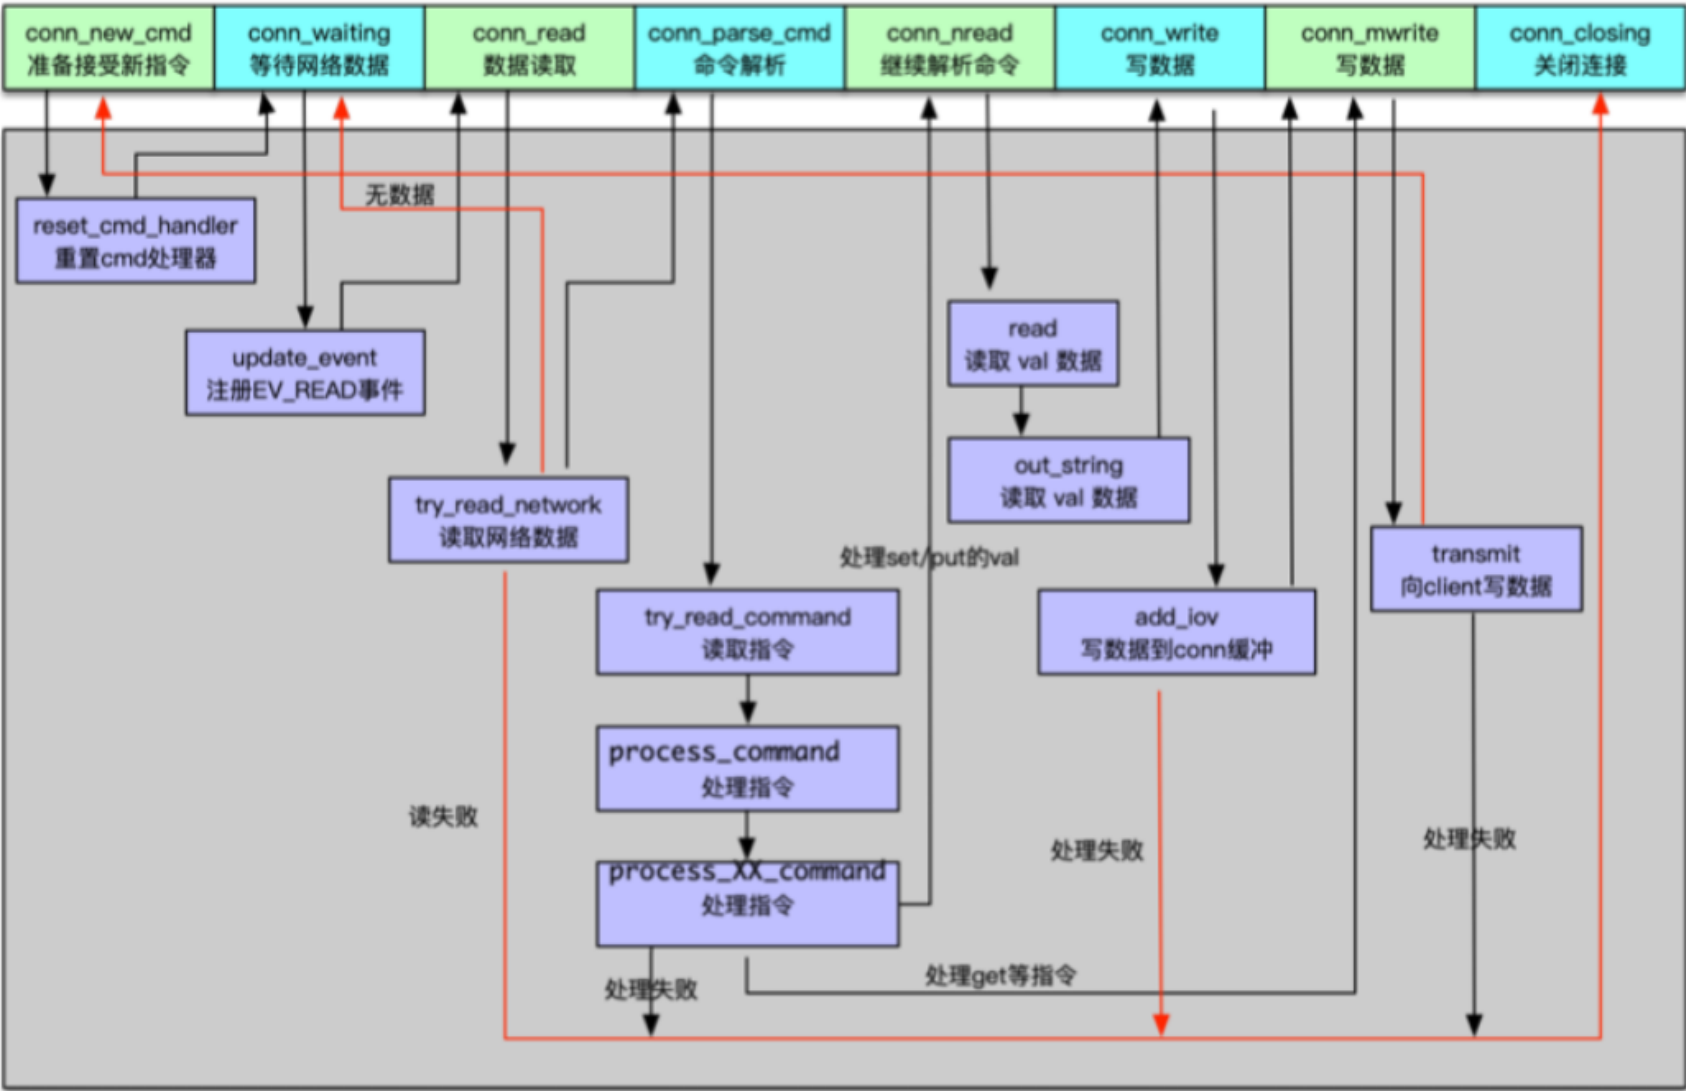 conn_new_cmd
准备接受新指令
conn_waiting
等待网络数据
conn_read
数据读取
conn_parse_cmd
命令解析
conn_nread
继续解析命令
conn_write
写数据
conn_mwrite
写数据
conn_closing
关闭连接
无数据
reset_cmd_handler
重置cmd处理器
update_event
注册EV_READ事件
read
读取 val 数据
out_string
读取 val 数据
try_read_network
读取网络数据
处理set/put的val
transmit
向client写数据
try_read_command
读取指令
add_iov
写数据到conn缓冲
process_command
处理指令
读失败
处理失败
处理失败
process_XX_command
处理指令
处理失败
处理get等指令